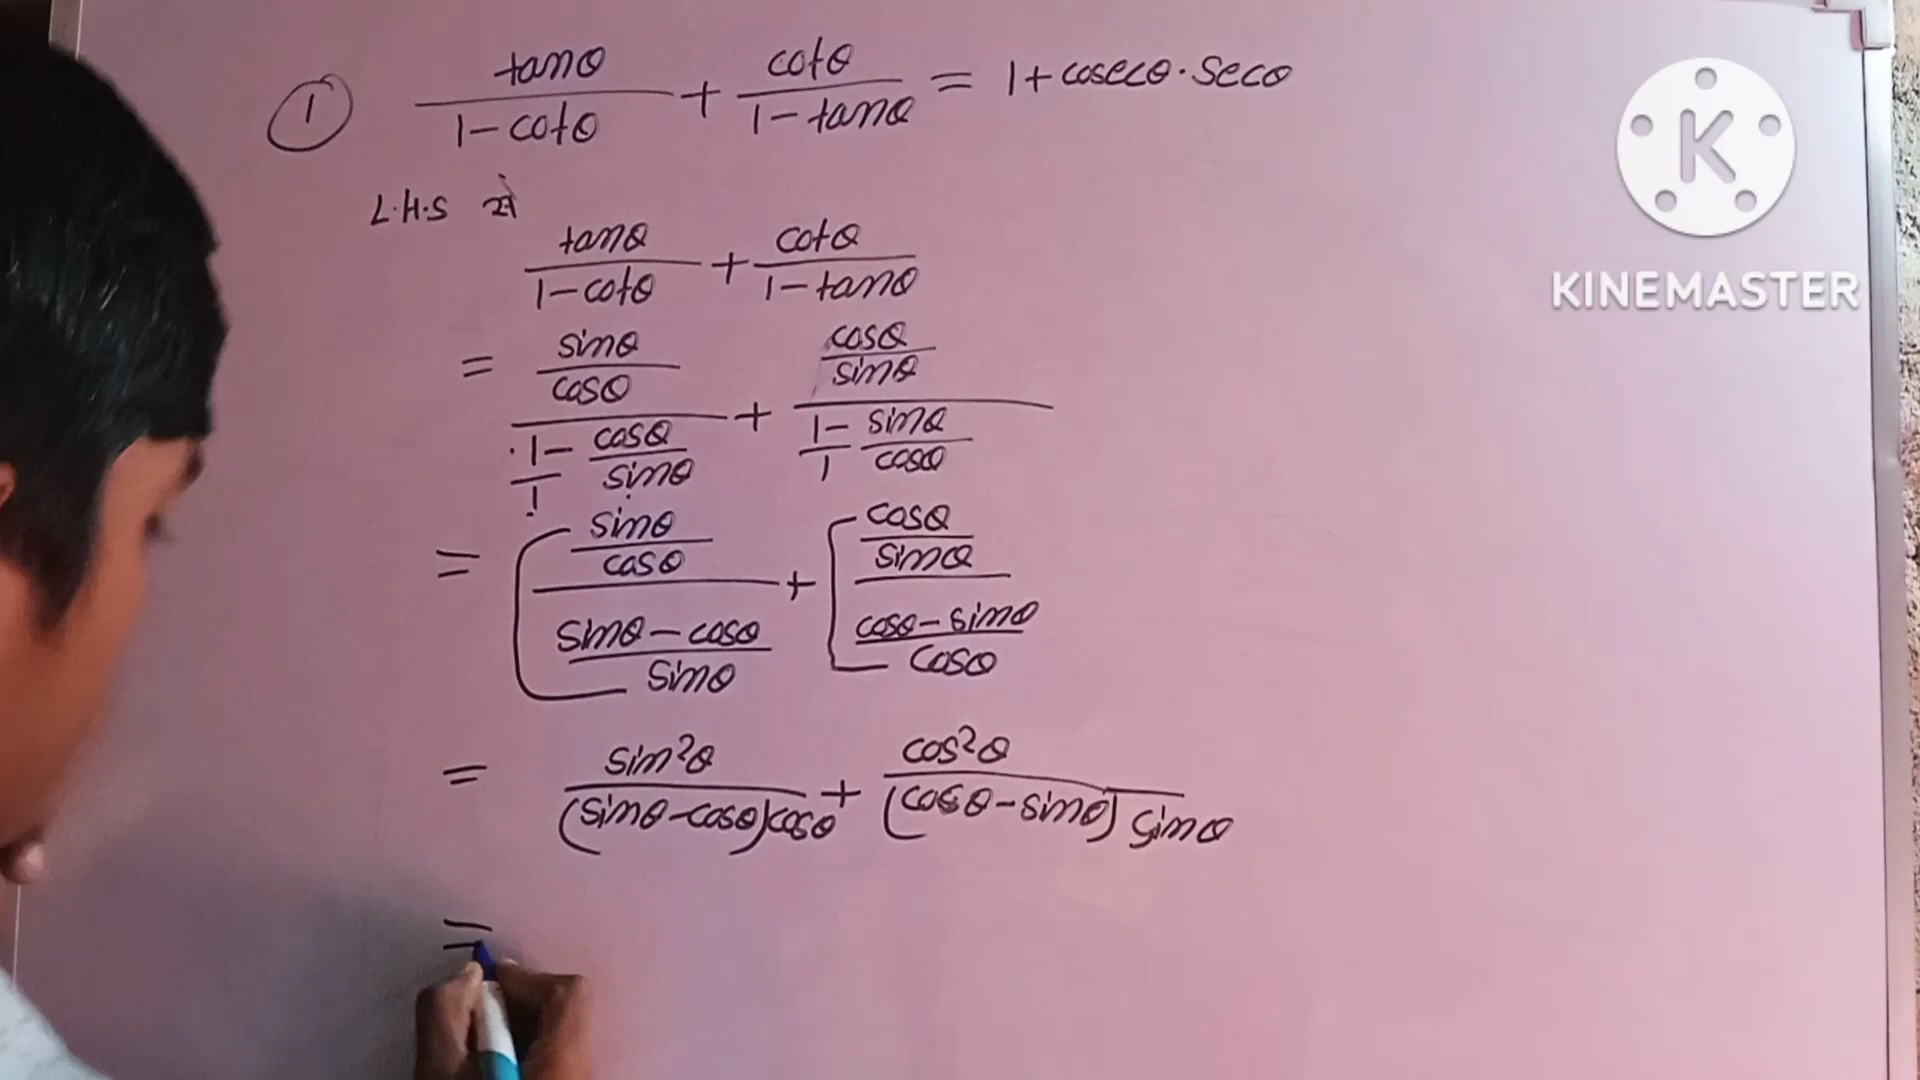 ① tanθ/(1-cotθ) + cotθ/(1-tanθ) = 1+cosecθ·secθ
L.H.S से
tanθ/(1-cotθ) + cotθ/(1-tanθ)
= (sinθ/cosθ)/(1/1 - cosθ/sinθ) + (cosθ/sinθ)/(1/1 - sinθ/cosθ)
= (sinθ/cosθ)/((sinθ-cosθ)/sinθ) + (cosθ/sinθ)/((cosθ-sinθ)/cosθ)
= sin²θ/(sinθ-cosθ)cosθ + cos²θ/(cosθ-sinθ)sinθ
=
K
KINEMASTER